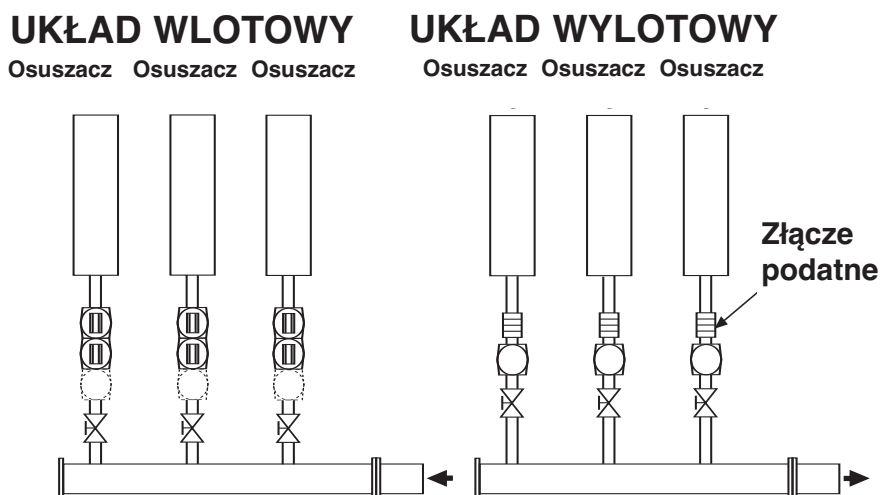 UKŁAD WLOTOWY
Osuszacz Osuszacz Osuszacz
UKŁAD WYLOTOWY
Osuszacz Osuszacz Osuszacz
Złącze
podatne